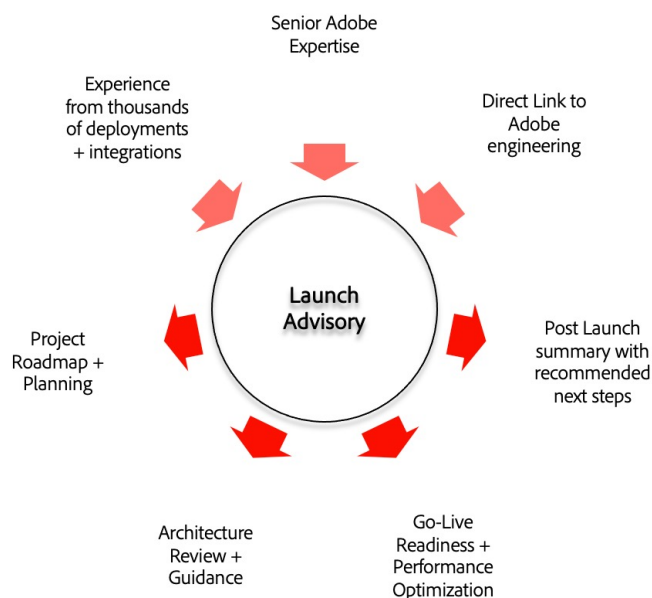 Senior Adobe
Expertise
Experience
from thousands
of deployments
+ integrations
Direct Link to
Adobe
engineering
Launch
Advisory
Project
Roadmap +
Planning
Post Launch
summary with
recommended
next steps
Architecture
Review +
Guidance
Go-Live
Readiness +
Performance
Optimization